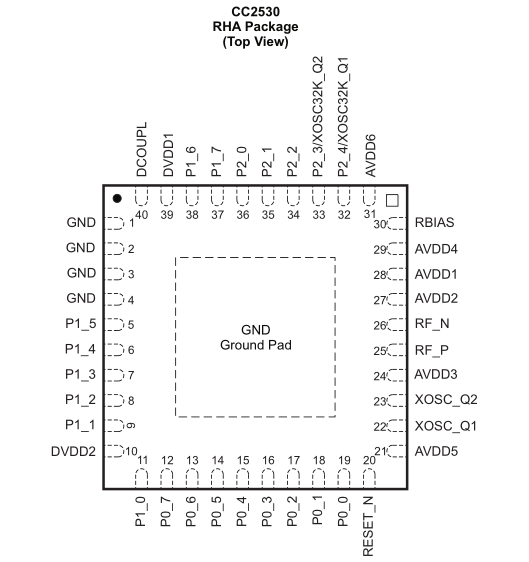 CC2530
RHA Package
(Top View)
DCOUPL
DVDD1
P1_6
P1_7
P2_0
P2_1
P2_2
P2_3/XOSC32K_Q2
P2_4/XOSC32K_Q1
AVDD6
40 39 38 37 36 35 34 33 32 31
GND 1
GND 2
GND 3
GND 4
P1_5 5
P1_4 6
P1_3 7
P1_2 8
P1_1 9
DVDD2 10
GND
Ground Pad
30 RBIAS
29 AVDD4
28 AVDD1
27 AVDD2
26 RF_N
25 RF_P
24 AVDD3
23 XOSC_Q2
22 XOSC_Q1
21 AVDD5
11 12 13 14 15 16 17 18 19 20
P1_0
P0_7
P0_6
P0_5
P0_4
P0_3
P0_2
P0_1
P0_0
RESET_N